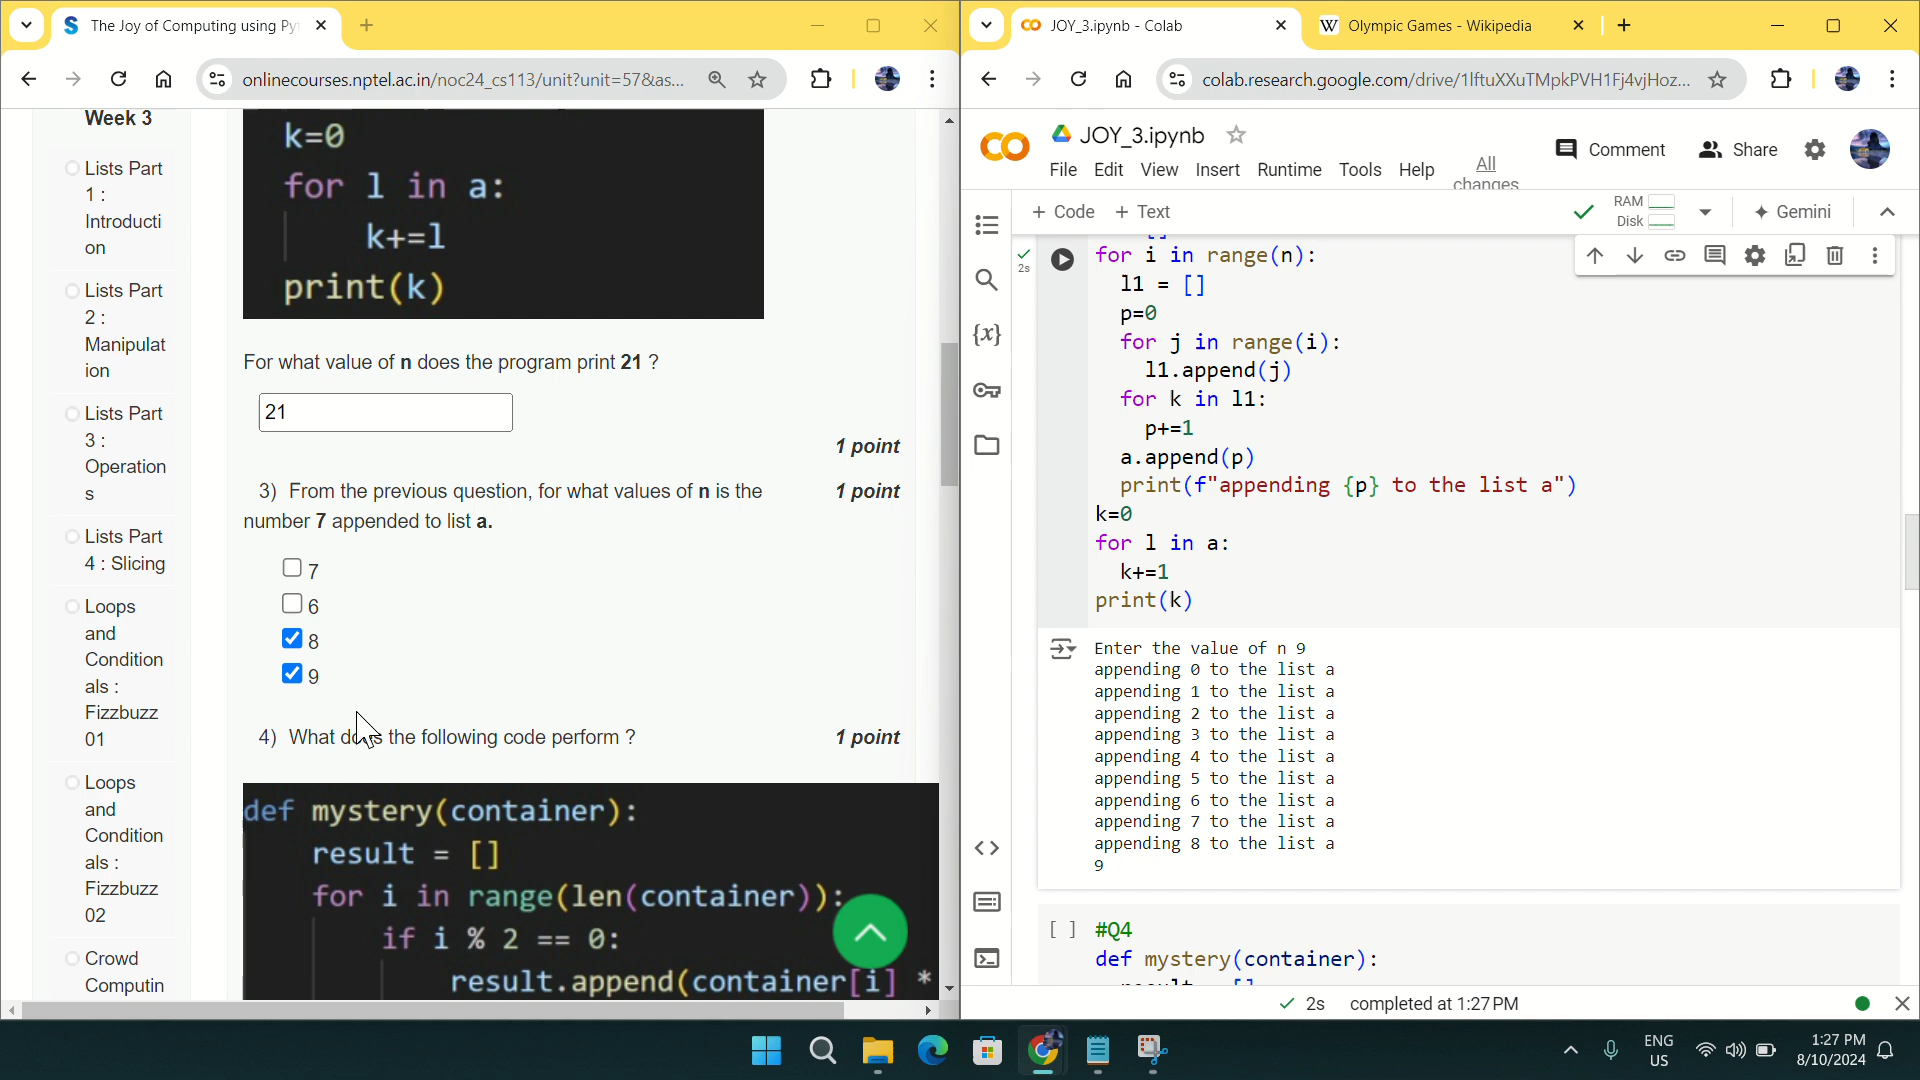 The Joy of Computing using Py
onlinecourses.nptel.ac.in/noc24_cs113/unit?unit=57&as...
Week 3
Lists Part
1 :
Introducti
on
Lists Part
2 :
Manipulat
ion
Lists Part
3 :
Operation
s
Lists Part
4 : Slicing
Loops
and
Condition
als :
Fizzbuzz
01
Loops
and
Condition
als :
Fizzbuzz
02
Crowd
Computin
k=0
for l in a:
k+=l
print(k)
For what value of n does the program print 21 ?
21
1 point
3) From the previous question, for what values of n is the
number 7 appended to list a.
1 point
7
6
8
9
4) What does the following code perform ?
1 point
def mystery(container):
result = []
for i in range(len(container)):
if i % 2 == 0:
result.append(container[i] *
JOY_3.ipynb - Colab
Olympic Games - Wikipedia
colab.research.google.com/drive/1lftuXXuTMpkPVH1Fj4vjHoz...
JOY_3.ipynb
File Edit View Insert Runtime Tools Help
All
changes
Comment
Share
+ Code + Text
RAM
Disk
Gemini
2s
for i in range(n):
l1 = []
p=0
for j in range(i):
l1.append(j)
for k in l1:
p+=1
a.append(p)
print(f"appending {p} to the list a")
k=0
for l in a:
k+=1
print(k)
Enter the value of n 9
appending 0 to the list a
appending 1 to the list a
appending 2 to the list a
appending 3 to the list a
appending 4 to the list a
appending 5 to the list a
appending 6 to the list a
appending 7 to the list a
appending 8 to the list a
9
[ ] #Q4
def mystery(container):
2s completed at 1:27 PM
ENG
US
1:27 PM
8/10/2024